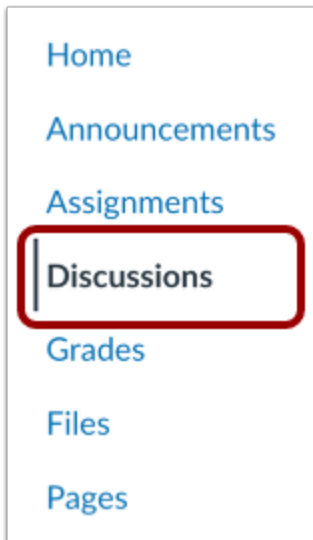 Home
Announcements
Assignments
Discussions
Grades
Files
Pages